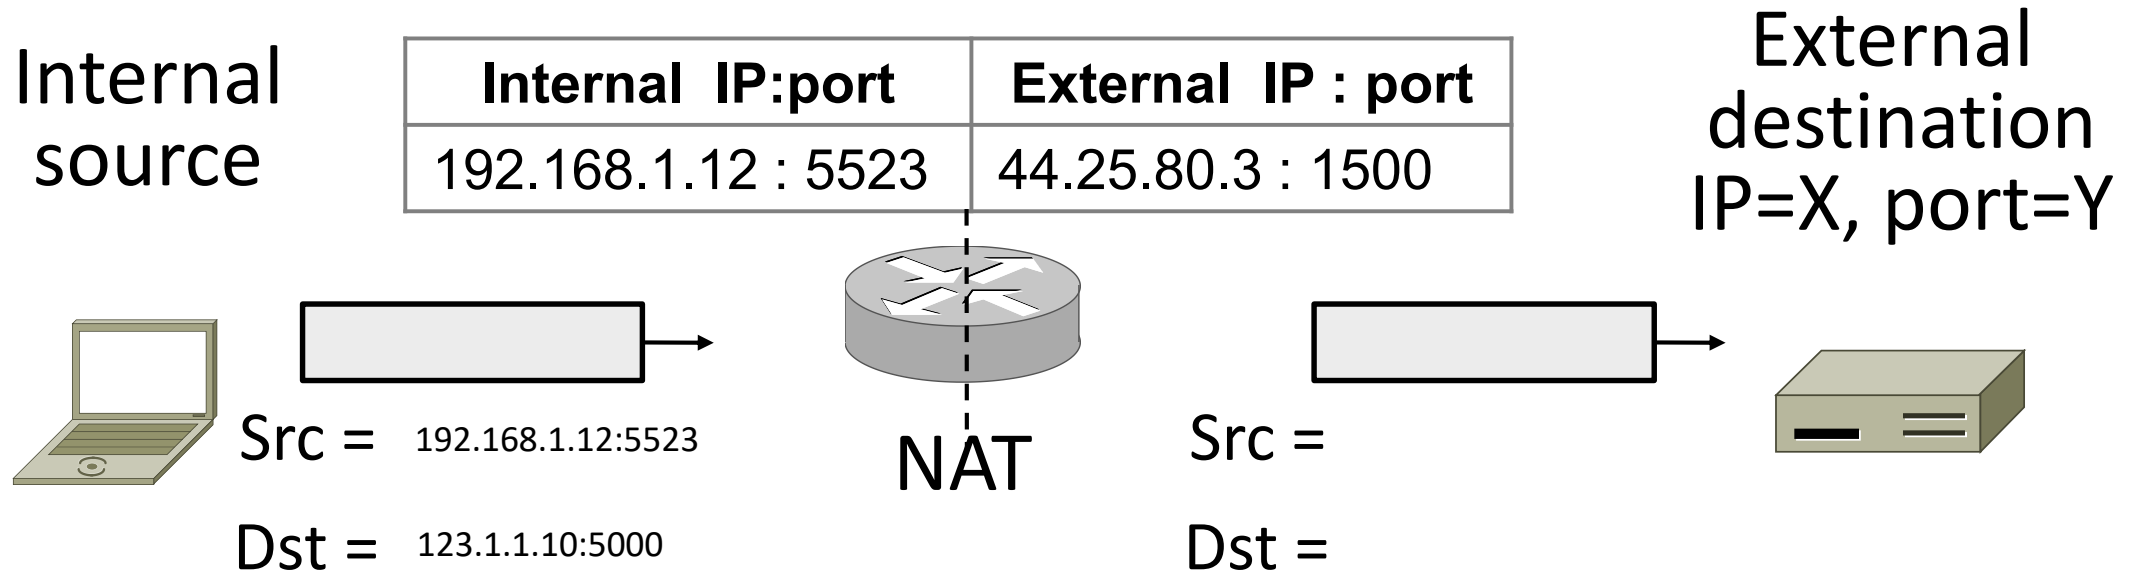 Internal
source
Internal IP:port
External IP : port
192.168.1.12 : 5523
44.25.80.3 : 1500
External
destination
IP=X, port=Y
Src = 192.168.1.12:5523
Dst = 123.1.1.10:5000
NAT
Src =
Dst =